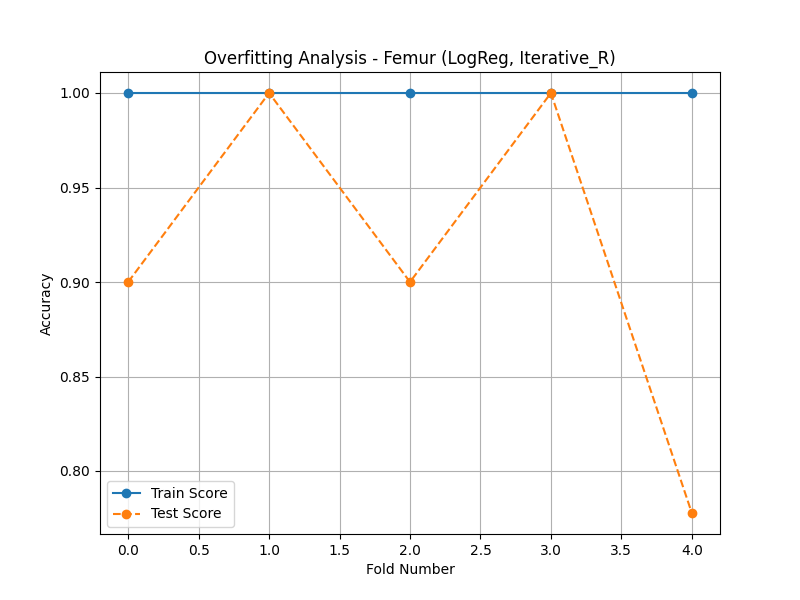 Overfitting Analysis - Femur (LogReg, Iterative_R)
1.00
0.95
0.90
0.85
0.80
Accuracy
Train Score
Test Score
0.0 0.5 1.0 1.5 2.0 2.5 3.0 3.5 4.0
Fold Number